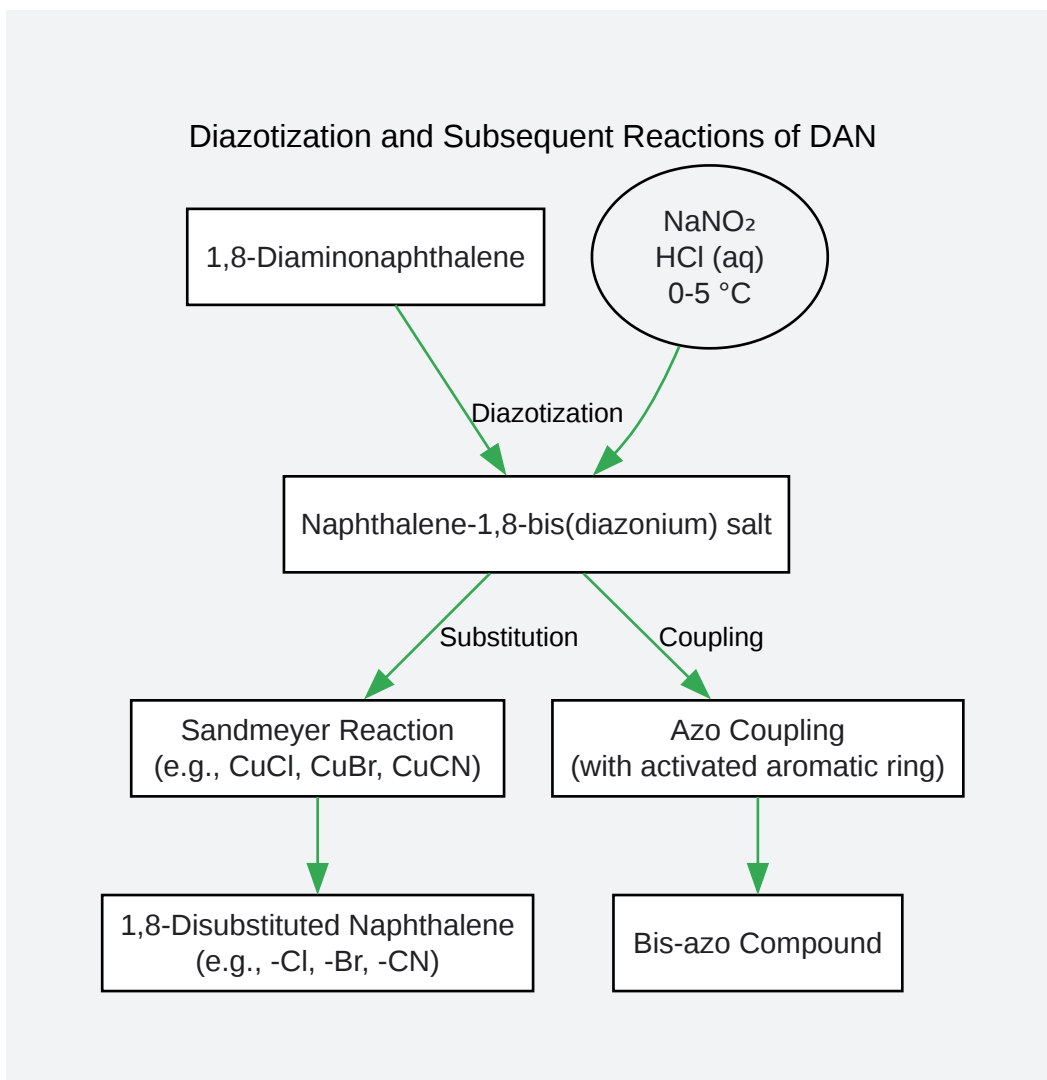 Diazotization and Subsequent Reactions of DAN
1,8-Diaminonaphthalene
NaNO₂
HCl (aq)
0-5 °C
Diazotization
Naphthalene-1,8-bis(diazonium) salt
Substitution
Coupling
Sandmeyer Reaction
(e.g., CuCl, CuBr, CuCN)
Azo Coupling
(with activated aromatic ring)
1,8-Disubstituted Naphthalene
(e.g., -Cl, -Br, -CN)
Bis-azo Compound